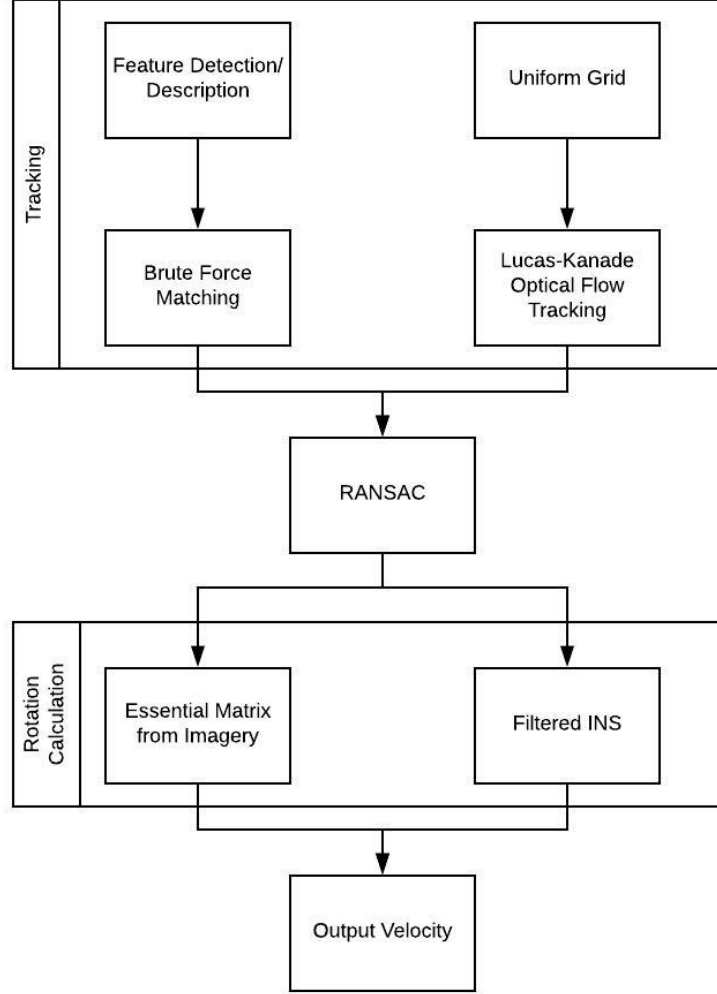 Tracking
Feature Detection/
Description
Uniform Grid
Brute Force
Matching
Lucas-Kanade
Optical Flow
Tracking
RANSAC
Rotation
Calculation
Essential Matrix
from Imagery
Filtered INS
Output Velocity